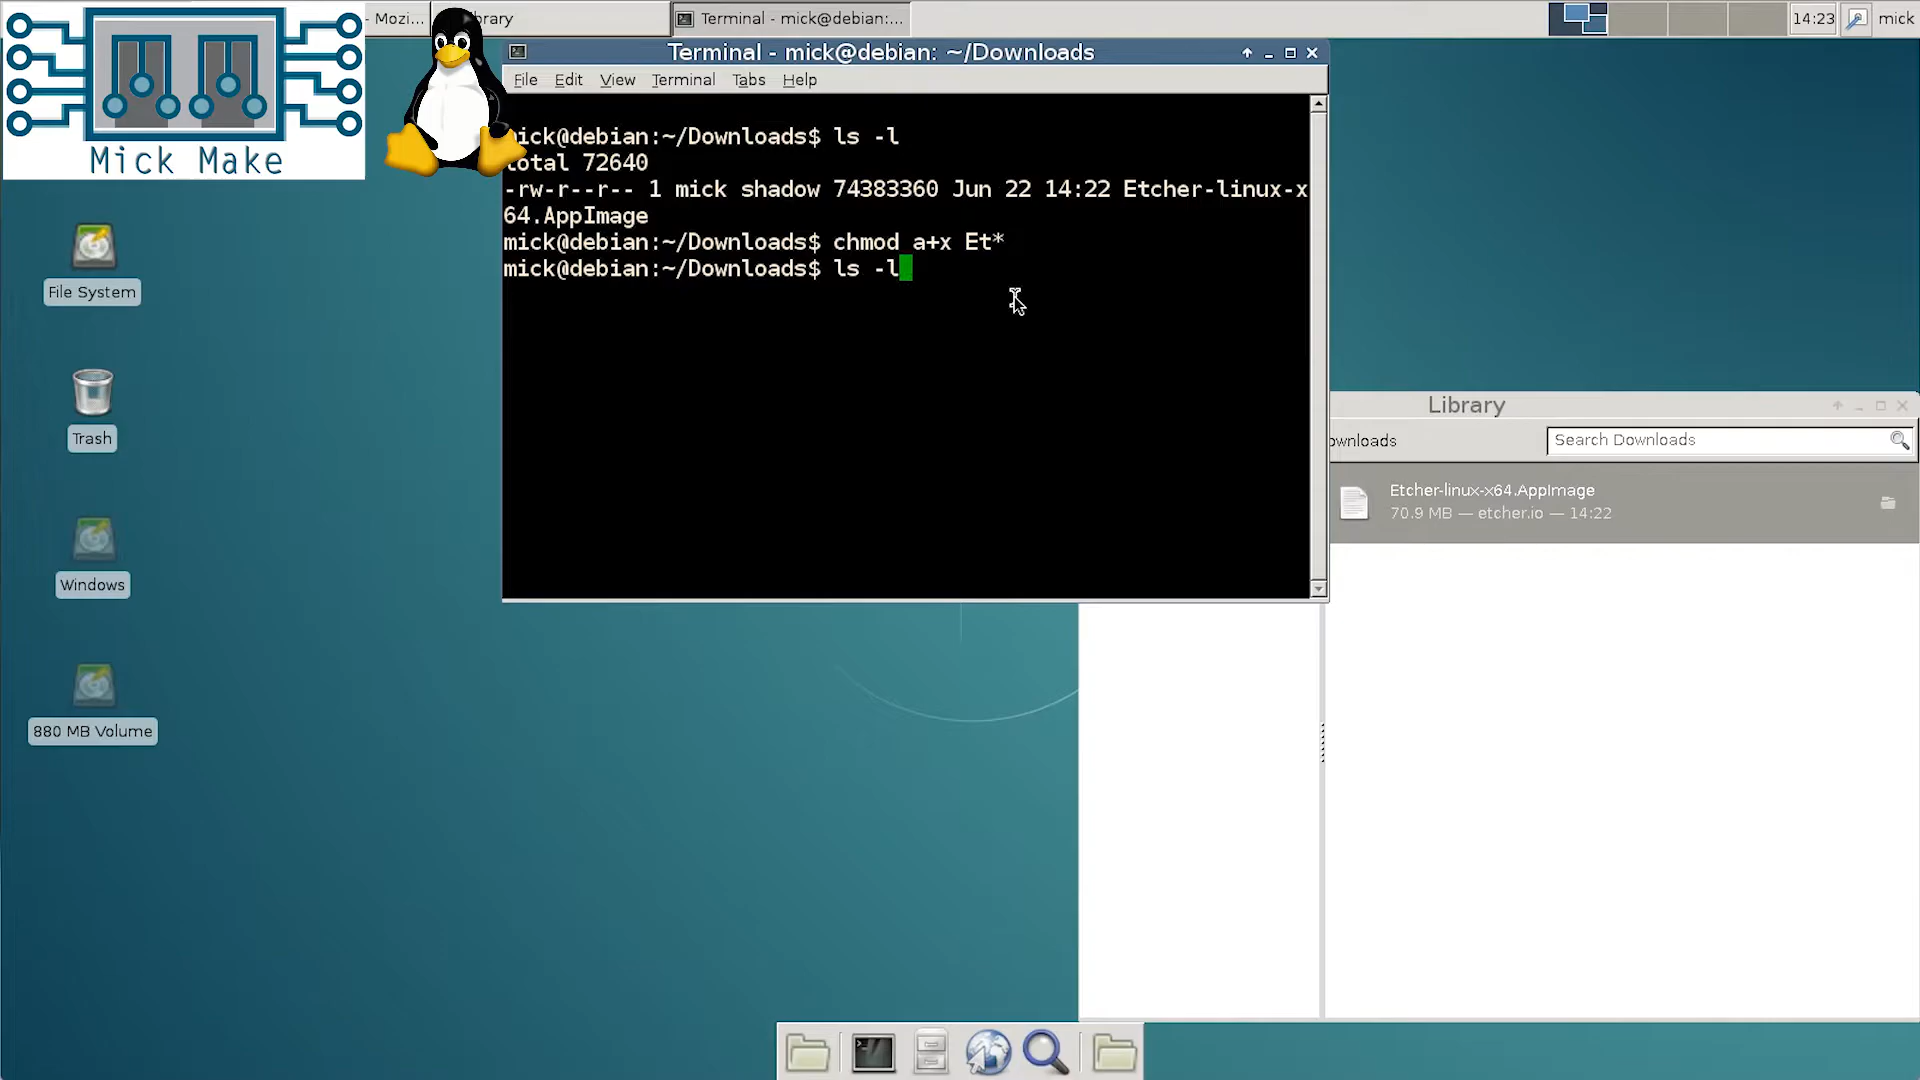 - Mozi...
brary
Terminal - mick@debian:...
14:23
mick
Mick Make
Terminal - mick@debian: ~/Downloads
File Edit View Terminal Tabs Help
mick@debian:~/Downloads$ ls -l
total 72640
-rw-r--r-- 1 mick shadow 74383360 Jun 22 14:22 Etcher-linux-x
64.AppImage
mick@debian:~/Downloads$ chmod a+x Et*
mick@debian:~/Downloads$ ls -l
File System
Trash
Windows
880 MB Volume
Library
ownloads
Search Downloads
Etcher-linux-x64.AppImage
70.9 MB — etcher.io — 14:22